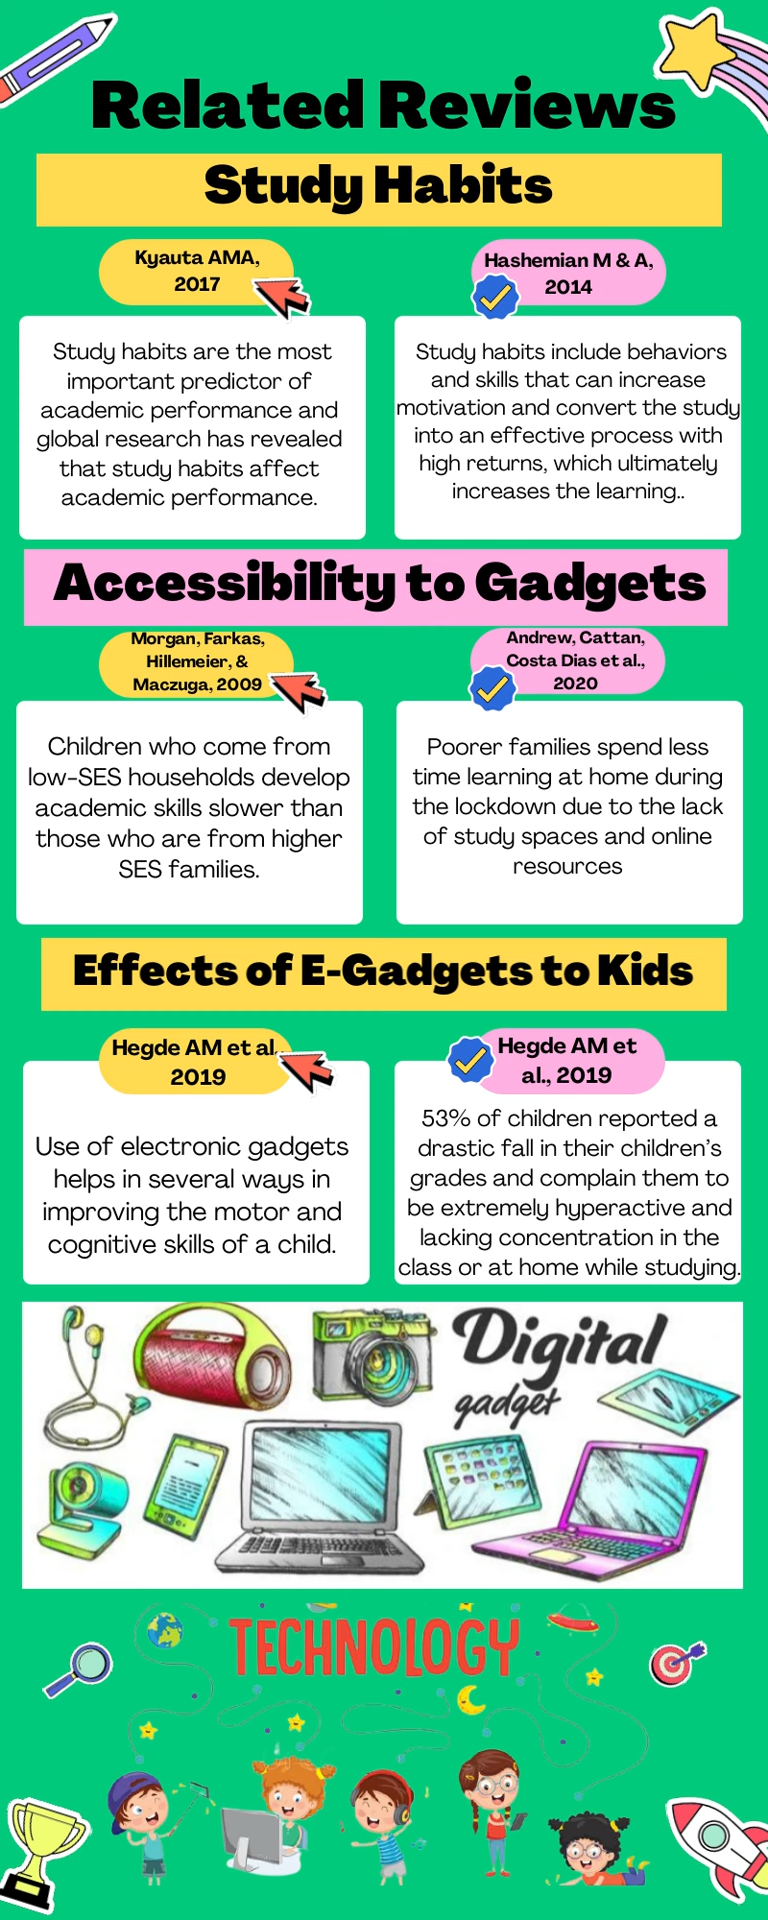 Related Reviews
Study Habits
Kyauta AMA,
2017
Hashemian M & A,
2014
Study habits are the most
important predictor of
academic performance and
global research has revealed
that study habits affect
academic performance.
Study habits include behaviors
and skills that can increase
motivation and convert the study
into an effective process with
high returns, which ultimately
increases the learning..
Accessibility to Gadgets
Morgan, Farkas,
Hillemeier, &
Maczuga, 2009
Andrew, Cattan,
Costa Dias et al.,
2020
Children who come from
low-SES households develop
academic skills slower than
those who are from higher
SES families.
Poorer families spend less
time learning at home during
the lockdown due to the lack
of study spaces and online
resources
Effects of E-Gadgets to Kids
Hegde AM et al.,
2019
Hegde AM et
al., 2019
Use of electronic gadgets
helps in several ways in
improving the motor and
cognitive skills of a child.
53% of children reported a
drastic fall in their children's
grades and complain them to
be extremely hyperactive and
lacking concentration in the
class or at home while studying.
Digital
gadget
TECHNOLOGY